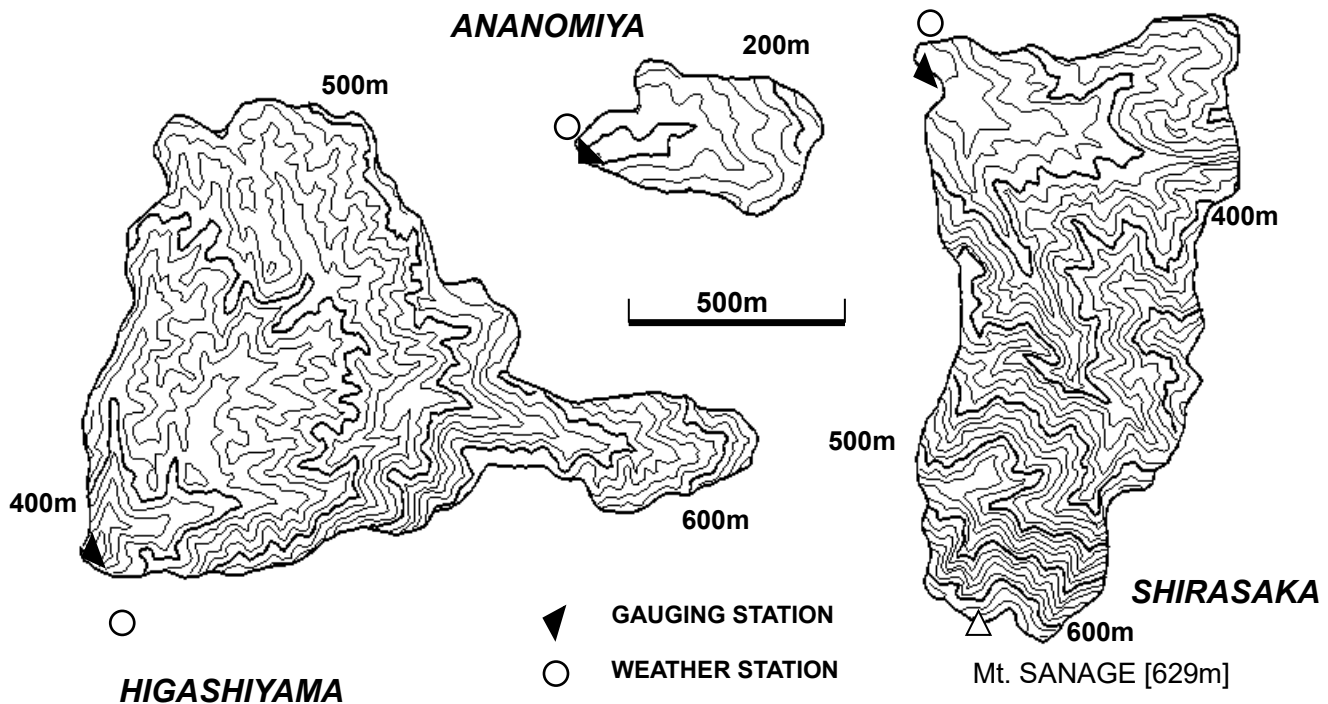 ANANOMIYA
200m
500m
400m
500m
500m
400m
600m
SHIRASAKA
GAUGING STATION
600m
WEATHER STATION
Mt. SANAGE [629m]
HIGASHIYAMA